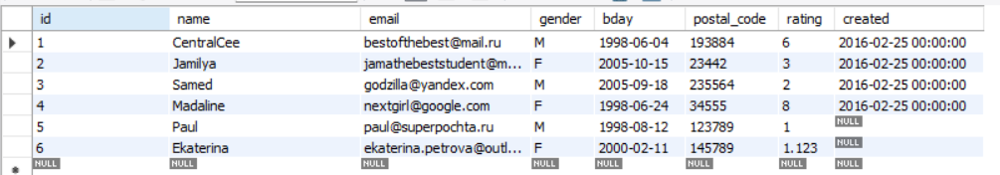 id name email gender bday postal_code rating created
1 CentralCee bestofthebest@mail.ru M 1998-06-04 193884 6 2016-02-25 00:00:00
2 Jamilya jamathebeststudent@m... F 2005-10-15 23442 3 2016-02-25 00:00:00
3 Samed godzilla@yandex.com M 2005-09-18 235564 2 2016-02-25 00:00:00
4 Madaline nextgirl@google.com F 1998-06-24 34555 8 2016-02-25 00:00:00
5 Paul paul@superpochta.ru M 1998-08-12 123789 1 NULL
6 Ekaterina ekaterina.petrova@outl... F 2000-02-11 145789 1.123 NULL
NULL NULL NULL NULL NULL NULL NULL NULL